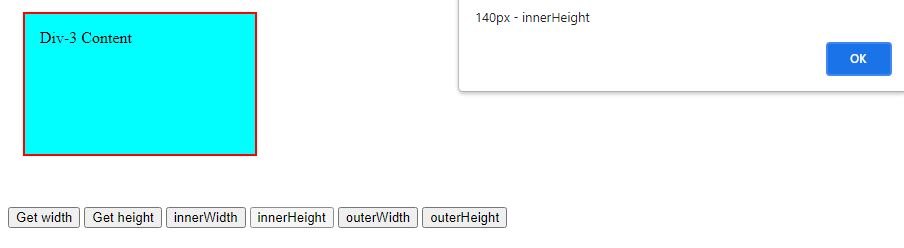 140px - innerHeight
OK
Div-3 Content
Get width Get height innerWidth innerHeight outerWidth outerHeight